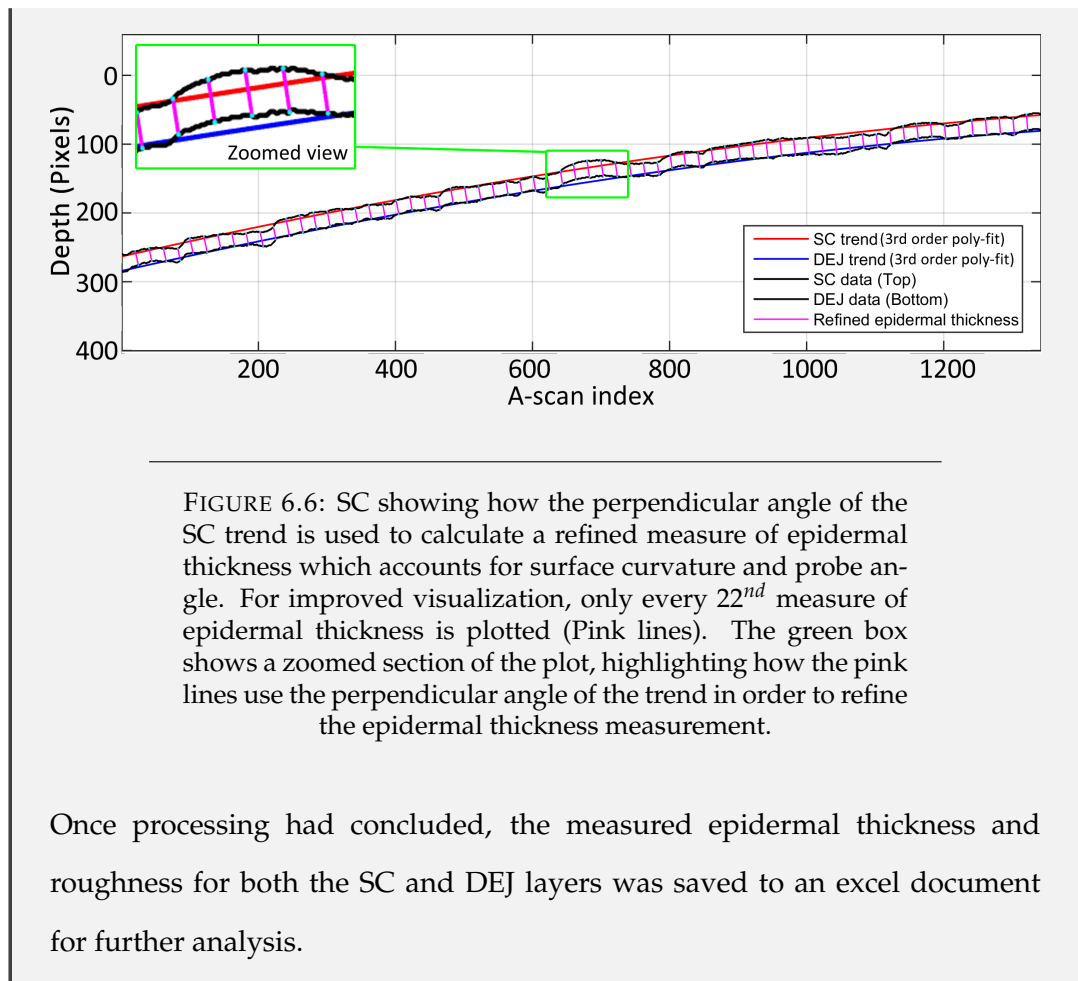 0
100
200
300
400
Depth (Pixels)
Zoomed view
SC trend (3rd order poly-fit)
DEJ trend (3rd order poly-fit)
SC data (Top)
DEJ data (Bottom)
Refined epidermal thickness
200 400 600 800 1000 1200
A-scan index
FIGURE 6.6: SC showing how the perpendicular angle of the
SC trend is used to calculate a refined measure of epidermal
thickness which accounts for surface curvature and probe an-
gle. For improved visualization, only every 22nd measure of
epidermal thickness is plotted (Pink lines). The green box
shows a zoomed section of the plot, highlighting how the pink
lines use the perpendicular angle of the trend in order to refine
the epidermal thickness measurement.
Once processing had concluded, the measured epidermal thickness and
roughness for both the SC and DEJ layers was saved to an excel document
for further analysis.